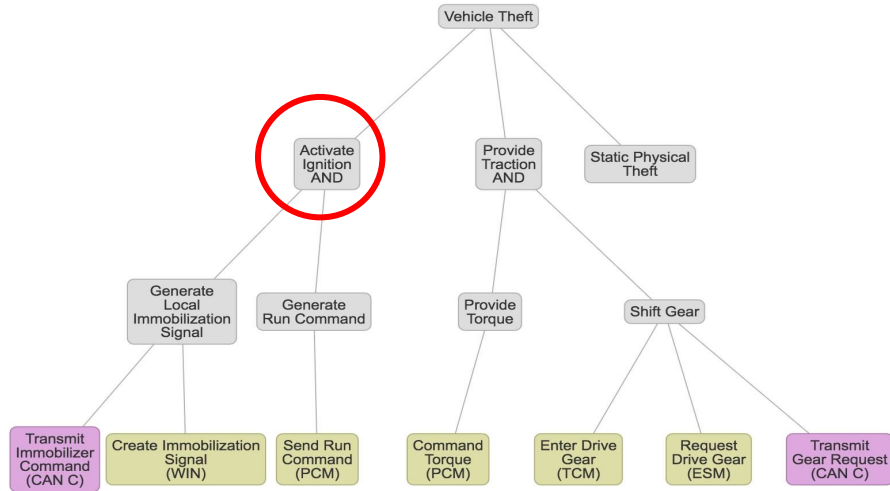 Vehicle Theft
Activate
Ignition
AND
Provide
Traction
AND
Static Physical
Theft
Generate
Local
Immobilization
Signal
Generate
Run Command
Provide
Torque
Shift Gear
Transmit
Immobilizer
Command
(CAN C)
Create Immobilization
Signal
(WIN)
Send Run
Command
(PCM)
Command
Torque
(PCM)
Enter Drive
Gear
(TCM)
Request
Drive Gear
(ESM)
Transmit
Gear Request
(CAN C)